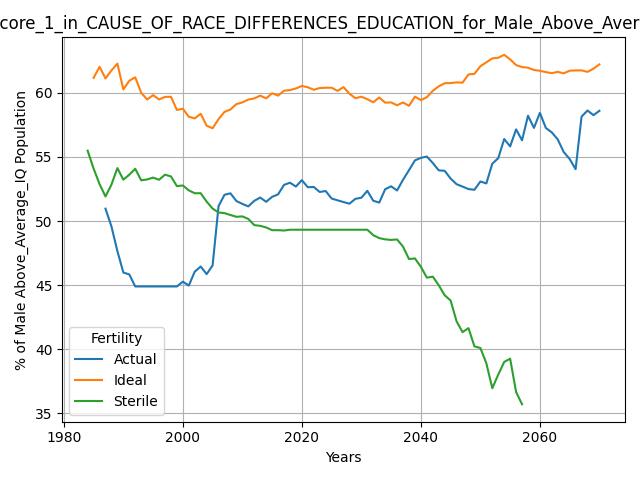 core_1_in_CAUSE_OF_RACE_DIFFERENCES_EDUCATION_for_Male_Above_Aver
% of Male Above_Average_IQ Population
60
55
50
45
40
35
Fertility
Actual
Ideal
Sterile
1980
2000
2020
2040
2060
Years